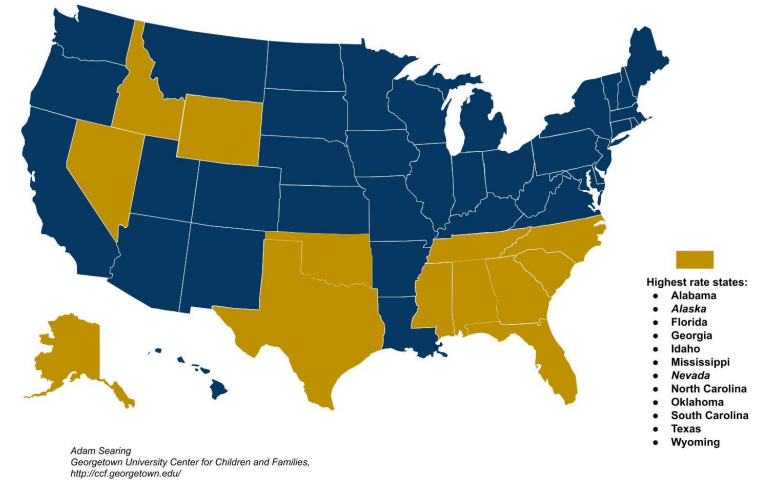 Highest rate states:
● Alabama
● Alaska
● Florida
● Georgia
● Idaho
● Mississippi
● Nevada
● North Carolina
● Oklahoma
● South Carolina
● Texas
● Wyoming
Adam Searing
Georgetown University Center for Children and Families,
http://ccf.georgetown.edu/